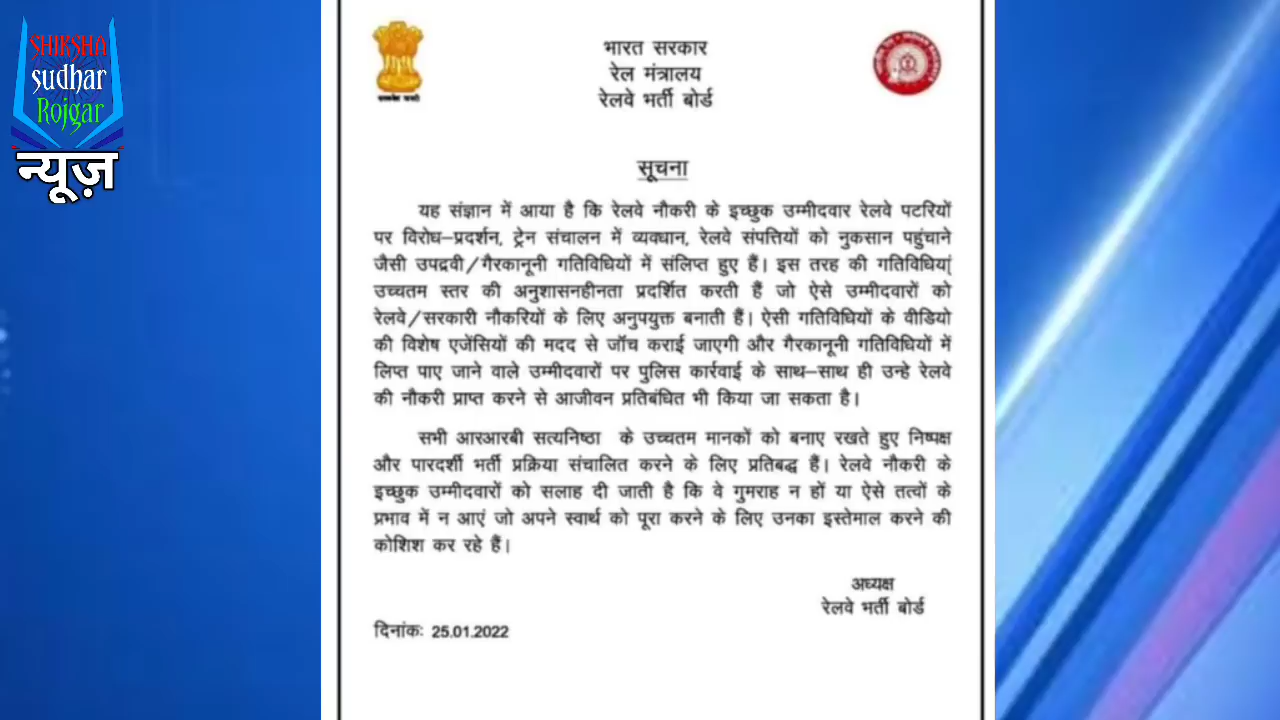 SHIKSHA
sudhar
Rojgar
न्यूज़
भारत सरकार
रेल मंत्रालय
रेलवे भर्ती बोर्ड
सूचना
यह संज्ञान में आया है कि रेलवे नौकरी के इच्छुक उम्मीदवार रेलवे पटरियों
पर विरोध–प्रदर्शन, ट्रेन संचालन में व्यवधान, रेलवे संपत्तियों को नुकसान पहुंचाने
जैसी उपद्रवी/गैरकानूनी गतिविधियों में संलिप्त हुए हैं। इस तरह की गतिविधियां
उच्चतम स्तर की अनुशासनहीनता प्रदर्शित करती हैं जो ऐसे उम्मीदवारों को
रेलवे/सरकारी नौकरियों के लिए अनुपयुक्त बनाती हैं। ऐसी गतिविधियों के वीडियो
की विशेष एजेंसियों की मदद से जॉच कराई जाएगी और गैरकानूनी गतिविधियों में
लिप्त पाए जाने वाले उम्मीदवारों पर पुलिस कार्रवाई के साथ–साथ ही उन्हे रेलवे
की नौकरी प्राप्त करने से आजीवन प्रतिबंधित भी किया जा सकता है।
सभी आरआरबी सत्यनिष्ठा के उच्चतम मानकों को बनाए रखते हुए निष्पक्ष
और पारदर्शी भर्ती प्रक्रिया संचालित करने के लिए प्रतिबद्ध हैं। रेलवे नौकरी के
इच्छुक उम्मीदवारों को सलाह दी जाती है कि वे गुमराह न हों या ऐसे तत्वों के
प्रभाव में न आएं जो अपने स्वार्थ को पूरा करने के लिए उनका इस्तेमाल करने की
कोशिश कर रहे हैं।
अध्यक्ष
रेलवे भर्ती बोर्ड
दिनांकः 25.01.2022